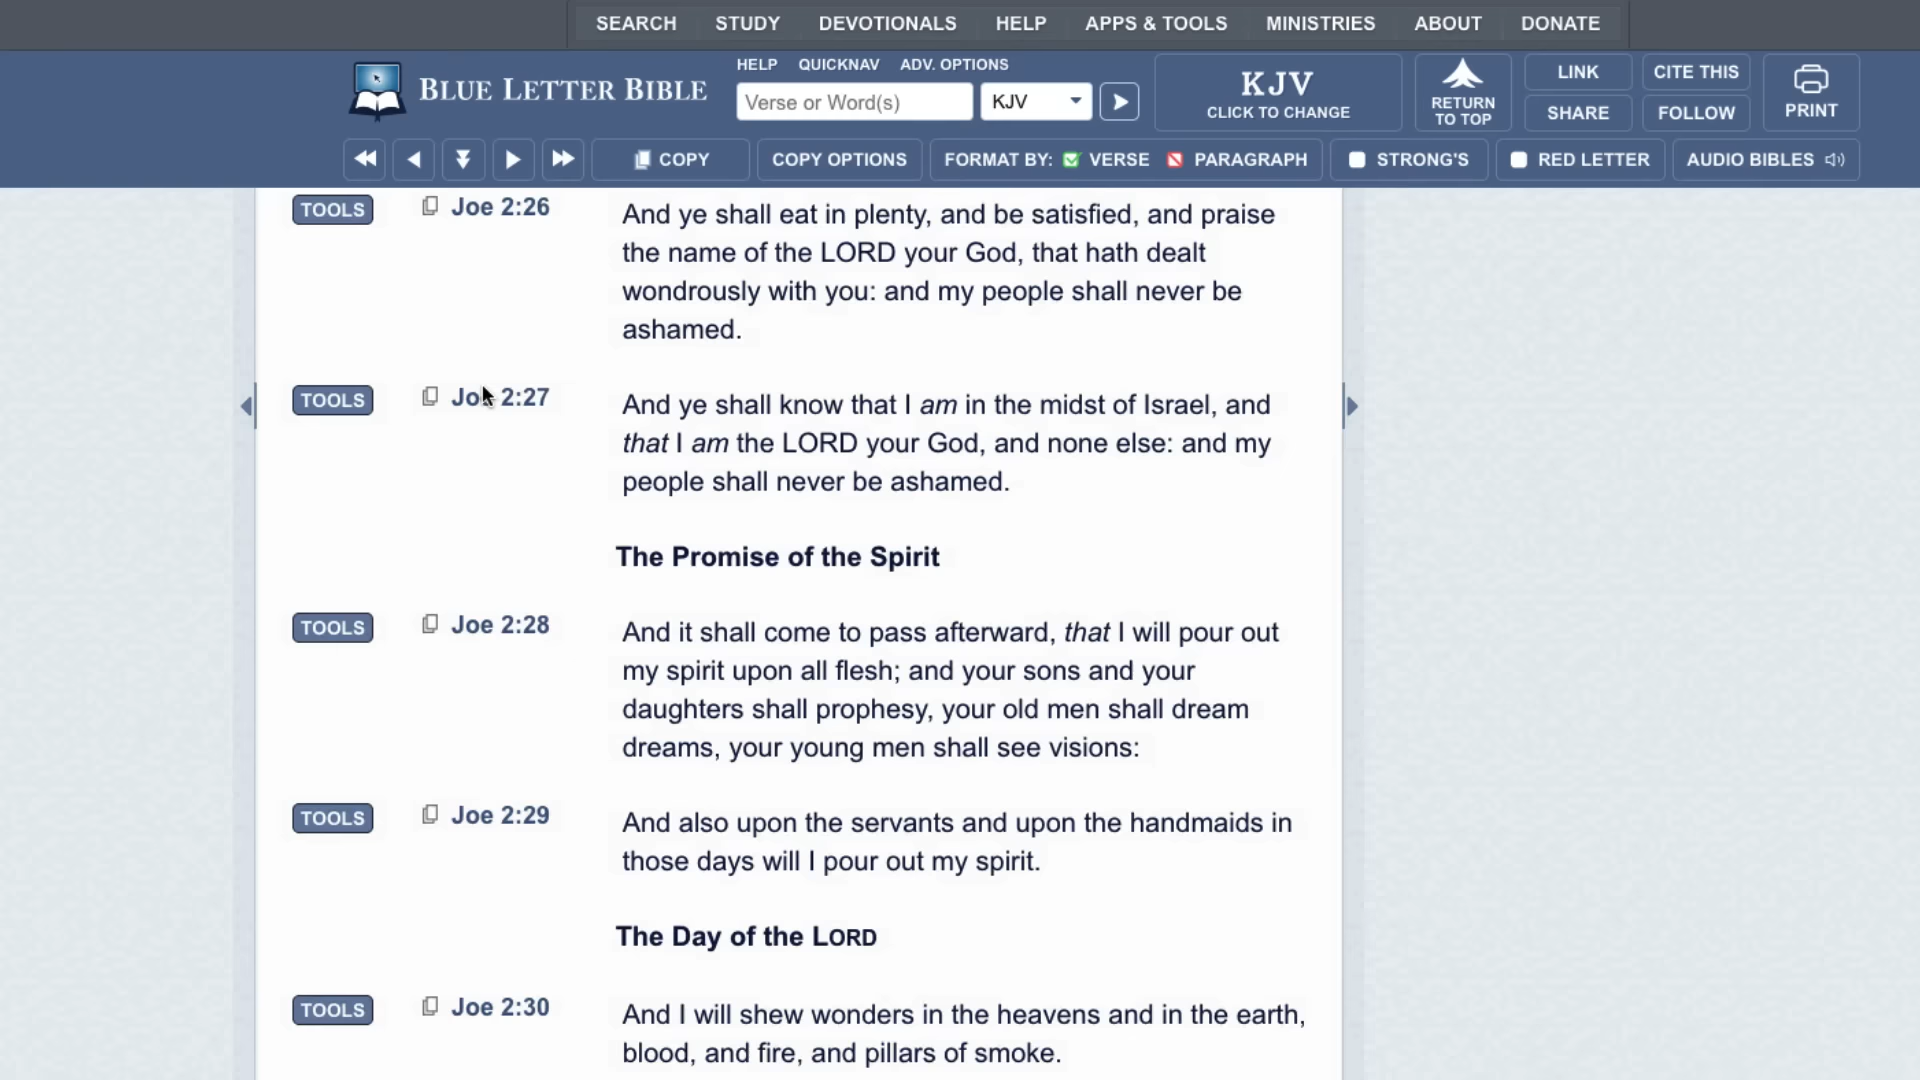 SEARCH STUDY DEVOTIONALS HELP APPS & TOOLS MINISTRIES ABOUT DONATE
BLUE LETTER BIBLE
HELP QUICKNAV ADV. OPTIONS
Verse or Word(s) KJV
KJV
CLICK TO CHANGE
RETURN
TO TOP
LINK CITE THIS
SHARE FOLLOW
PRINT
COPY COPY OPTIONS FORMAT BY: VERSE PARAGRAPH STRONG'S RED LETTER AUDIO BIBLES
TOOLS Joe 2:26 And ye shall eat in plenty, and be satisfied, and praise
the name of the LORD your God, that hath dealt
wondrously with you: and my people shall never be
ashamed.
TOOLS Joe 2:27 And ye shall know that I am in the midst of Israel, and
that I am the LORD your God, and none else: and my
people shall never be ashamed.
The Promise of the Spirit
TOOLS Joe 2:28 And it shall come to pass afterward, that I will pour out
my spirit upon all flesh; and your sons and your
daughters shall prophesy, your old men shall dream
dreams, your young men shall see visions:
TOOLS Joe 2:29 And also upon the servants and upon the handmaids in
those days will I pour out my spirit.
The Day of the LORD
TOOLS Joe 2:30 And I will shew wonders in the heavens and in the earth,
blood, and fire, and pillars of smoke.